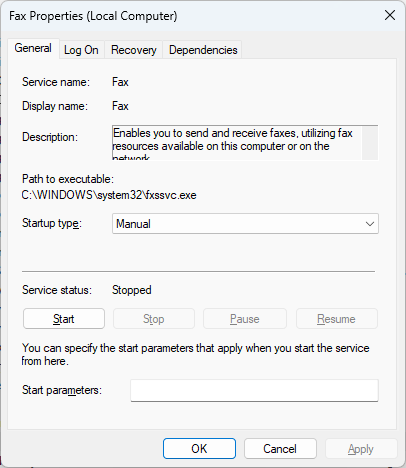 Fax Properties (Local Computer)
General Log On Recovery Dependencies
Service name: Fax
Display name: Fax
Description: Enables you to send and receive faxes, utilizing fax
resources available on this computer or on the
network.
Path to executable:
C:\WINDOWS\system32\fxssvc.exe
Startup type: Manual
Service status: Stopped
Start Stop Pause Resume
You can specify the start parameters that apply when you start the service
from here.
Start parameters:
OK Cancel Apply